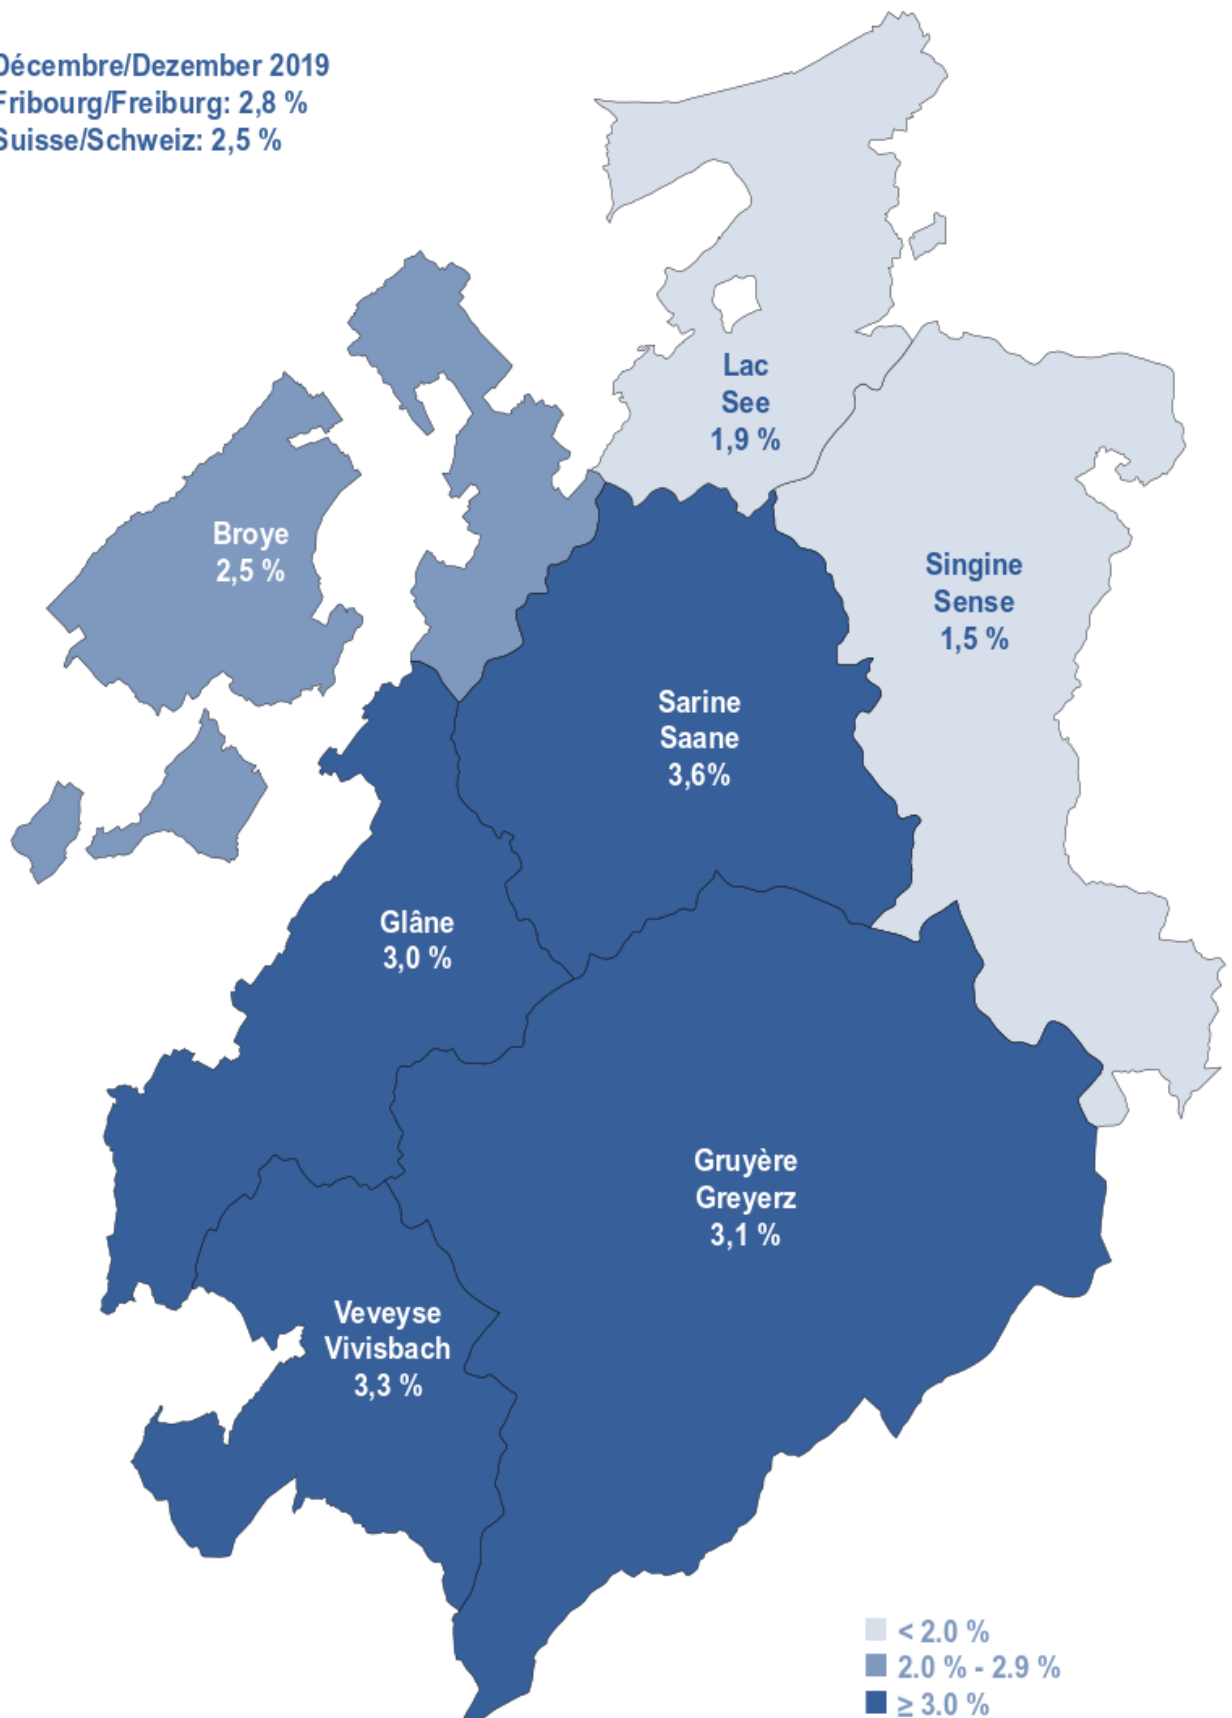 Décembre/Dezember 2019
Fribourg/Freiburg: 2,8 %
Suisse/Schweiz: 2,5 %
Lac
See
1,9 %
Broye
2,5 %
Singine
Sense
1,5 %
Sarine
Saane
3,6%
Glâne
3,0 %
Gruyère
Greyerz
3,1 %
Veveyse
Vivisbach
3,3 %
< 2.0 %
2.0 % - 2.9 %
≥ 3.0 %